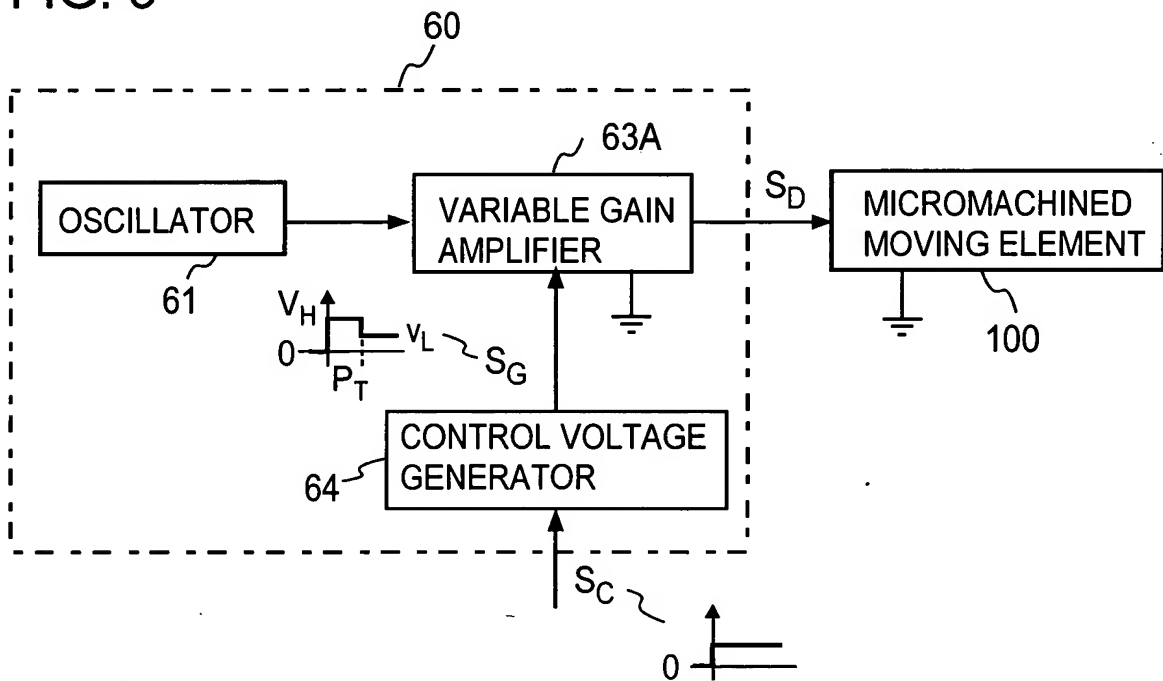 60
63A
OSCILLATOR
61
VARIABLE GAIN
AMPLIFIER
S_D
MICROMACHINED
MOVING ELEMENT
100
V_H
V_L
0
P_T
S_G
CONTROL VOLTAGE
GENERATOR
64
S_C
0